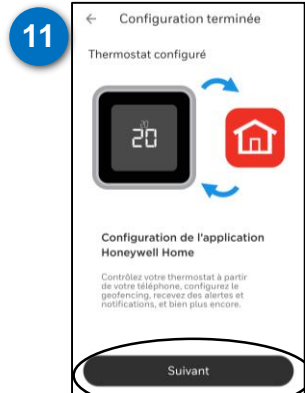 11
← Configuration terminée
Thermostat configuré
20
20
Configuration de l'application
Honeywell Home
Contrôlez votre thermostat à partir
de votre téléphone, configurez le
geofencing, recevez des alertes et
notifications, et bien plus encore.
Suivant